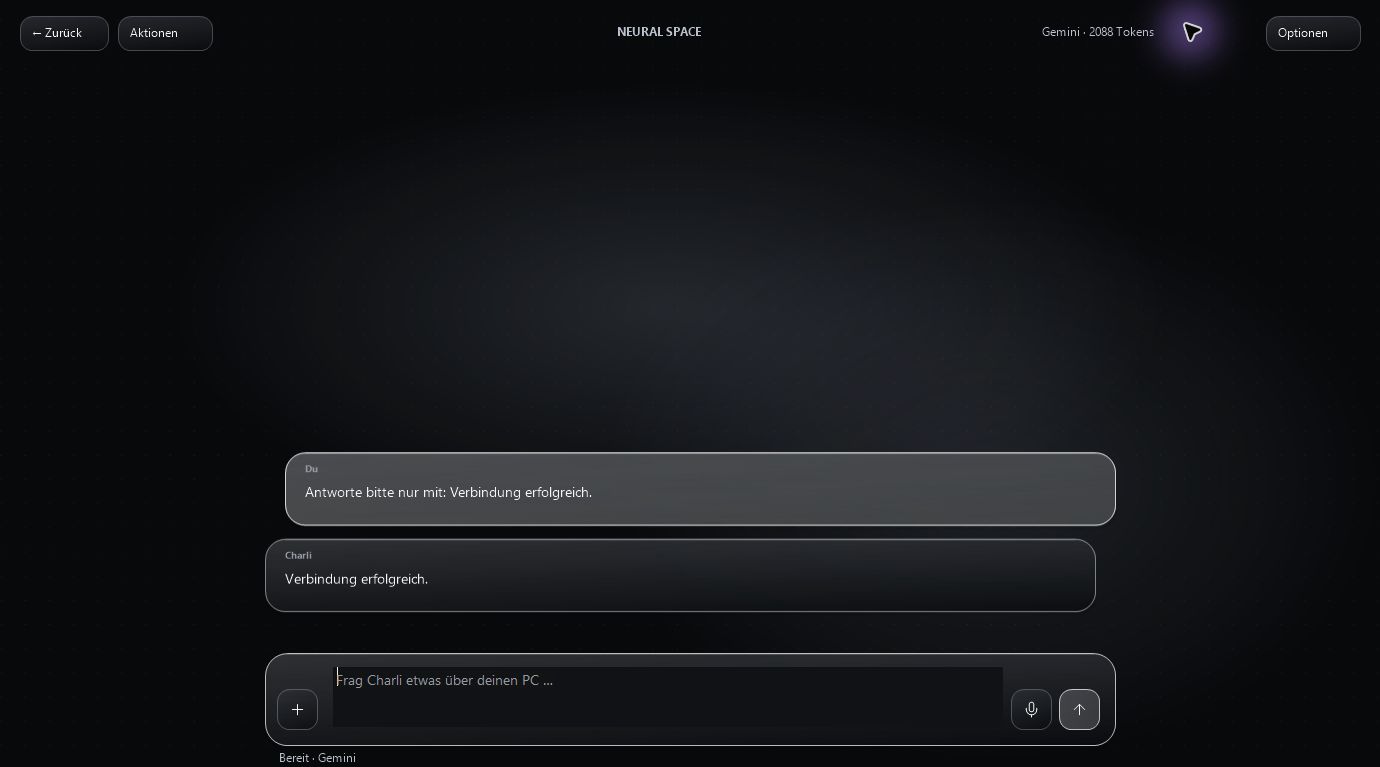 ← Zurück
Aktionen
NEURAL SPACE
Gemini · 2088 Tokens
Optionen
Du
Antworte bitte nur mit: Verbindung erfolgreich.
Charli
Verbindung erfolgreich.
Frag Charli etwas über deinen PC ...
Bereit · Gemini